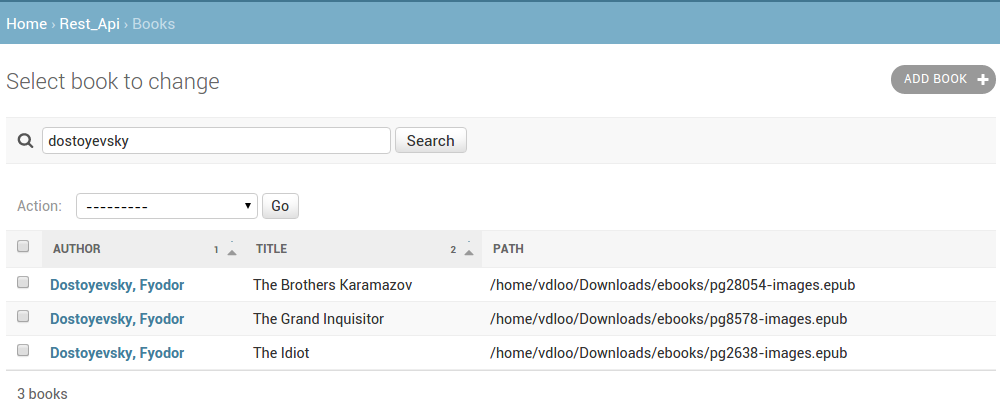 Home › Rest_Api › Books
Select book to change
ADD BOOK +
dostoyevsky Search
Action: --------- Go
AUTHOR 1 TITLE 2 PATH
Dostoyevsky, Fyodor The Brothers Karamazov /home/vdloo/Downloads/ebooks/pg28054-images.epub
Dostoyevsky, Fyodor The Grand Inquisitor /home/vdloo/Downloads/ebooks/pg8578-images.epub
Dostoyevsky, Fyodor The Idiot /home/vdloo/Downloads/ebooks/pg2638-images.epub
3 books